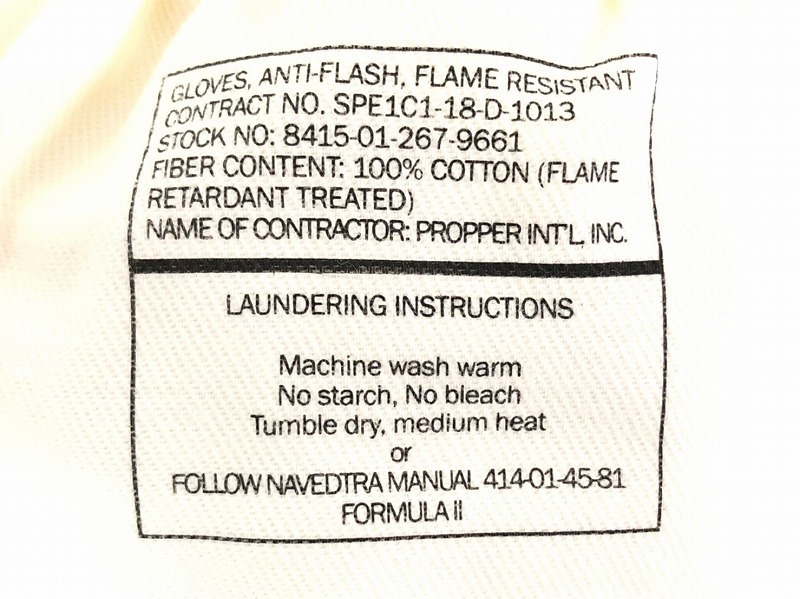 GLOVES, ANTI-FLASH, FLAME RESISTANT
CONTRACT NO. SPE1C1-18-D-1013
STOCK NO: 8415-01-267-9661
FIBER CONTENT: 100% COTTON (FLAME
RETARDANT TREATED)
NAME OF CONTRACTOR: PROPPER INT'L, INC.
LAUNDERING INSTRUCTIONS
Machine wash warm
No starch, No bleach
Tumble dry, medium heat
or
FOLLOW NAVEDTRA MANUAL 414-01-45-81
FORMULA II